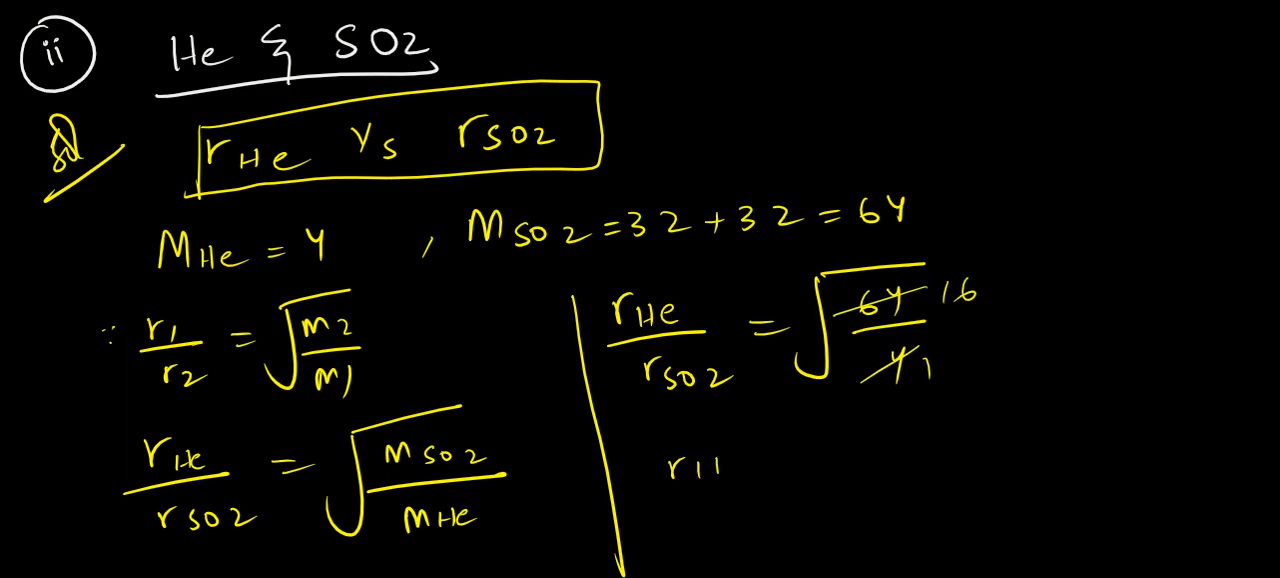 (ii) He & SO2
Sol
rHe Vs rSO2
MHe = 4 , MSO2 = 32 + 32 = 64
∵ r1/r2 = √(M2/M1)
rHe/rSO2 = √(MSO2/MHe)
rHe/rSO2 = √(64/4) 16 1
r11